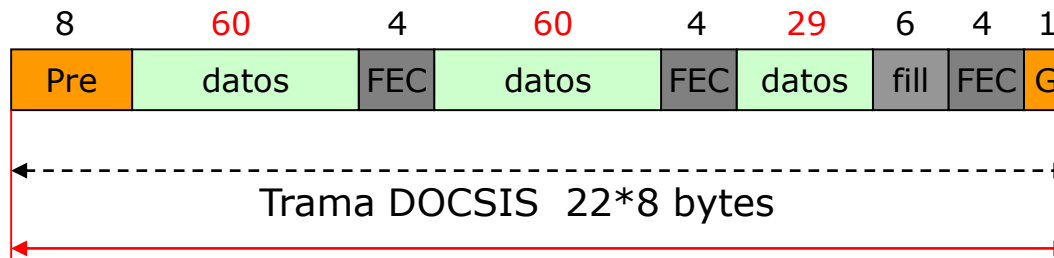 8 60 4 60 4 29 6 4 1
Pre datos FEC datos FEC datos fill FEC G
Trama DOCSIS 22*8 bytes